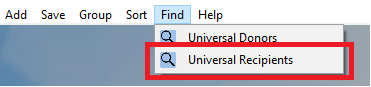 Add Save Group Sort Find Help
Universal Donors
Universal Recipients